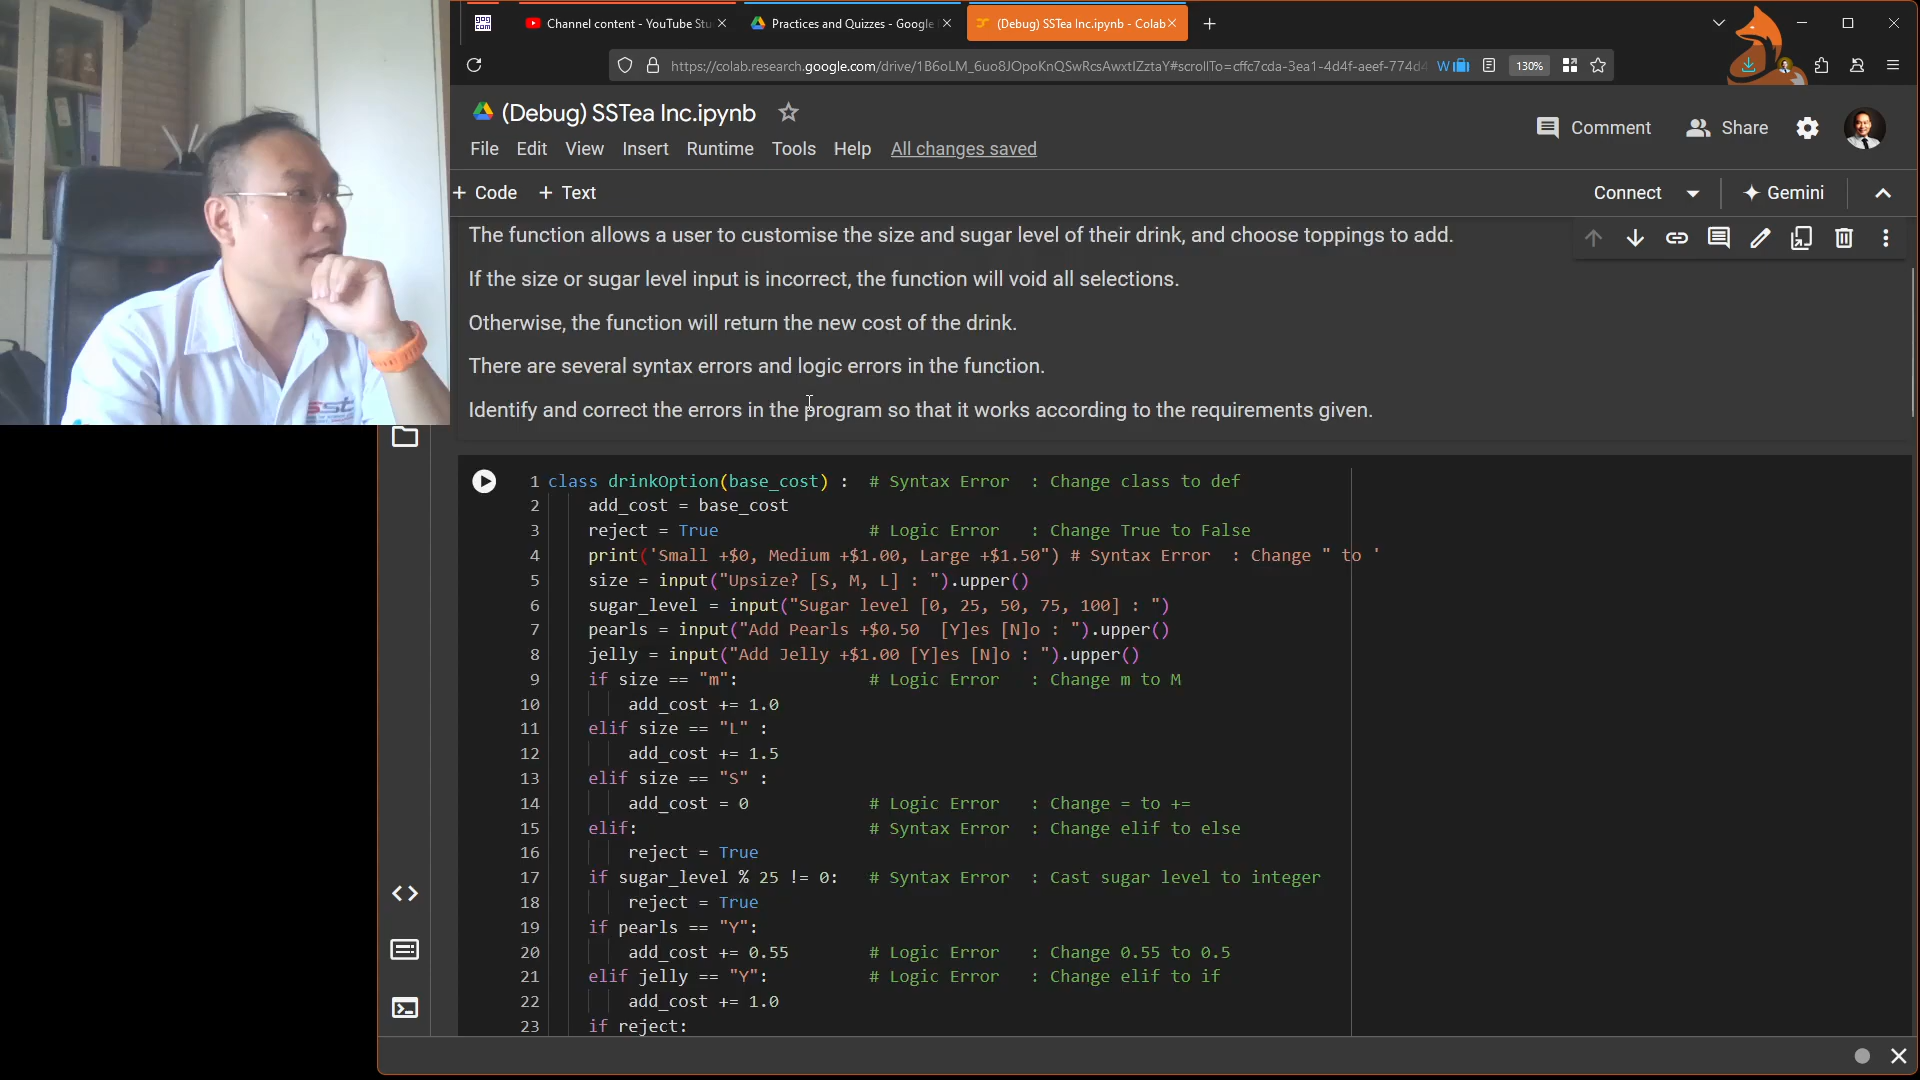 Channel content - YouTube Stu
Practices and Quizzes - Google
(Debug) SSTea Inc.ipynb - Colab
https://colab.research.google.com/drive/1B6oLM_6uo8JOpoKnQSwRcsAwxtIZztaY#scrollTo=cffc7cda-3ea1-4d4f-aeef-774d4
130%
(Debug) SSTea Inc.ipynb
Comment
Share
File Edit View Insert Runtime Tools Help All changes saved
+ Code + Text
Connect
Gemini
The function allows a user to customise the size and sugar level of their drink, and choose toppings to add.
If the size or sugar level input is incorrect, the function will void all selections.
Otherwise, the function will return the new cost of the drink.
There are several syntax errors and logic errors in the function.
Identify and correct the errors in the program so that it works according to the requirements given.
1 class drinkOption(base_cost) : # Syntax Error : Change class to def
2 add_cost = base_cost
3 reject = True # Logic Error : Change True to False
4 print('Small +$0, Medium +$1.00, Large +$1.50") # Syntax Error : Change " to '
5 size = input("Upsize? [S, M, L] : ").upper()
6 sugar_level = input("Sugar level [0, 25, 50, 75, 100] : ")
7 pearls = input("Add Pearls +$0.50 [Y]es [N]o : ").upper()
8 jelly = input("Add Jelly +$1.00 [Y]es [N]o : ").upper()
9 if size == "m": # Logic Error : Change m to M
10 add_cost += 1.0
11 elif size == "L" :
12 add_cost += 1.5
13 elif size == "S" :
14 add_cost = 0 # Logic Error : Change = to +=
15 elif: # Syntax Error : Change elif to else
16 reject = True
17 if sugar_level % 25 != 0: # Syntax Error : Cast sugar level to integer
18 reject = True
19 if pearls == "Y":
20 add_cost += 0.55 # Logic Error : Change 0.55 to 0.5
21 elif jelly == "Y": # Logic Error : Change elif to if
22 add_cost += 1.0
23 if reject: